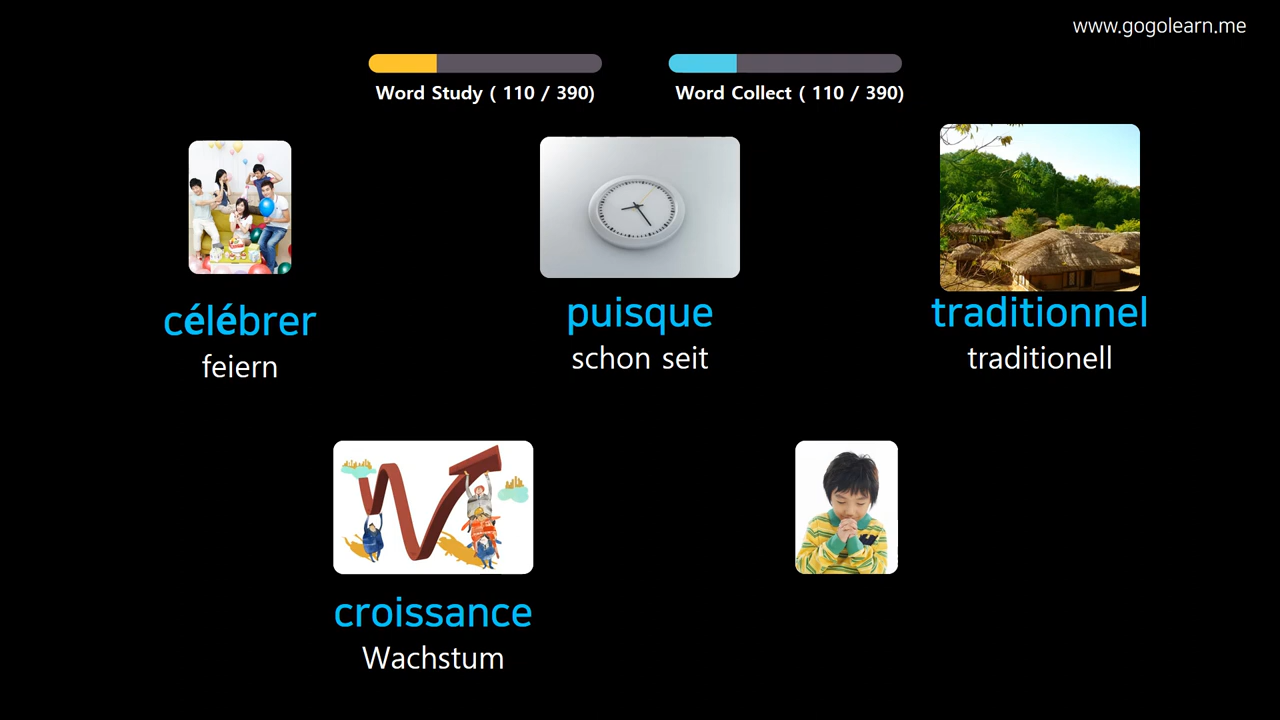 www.gogolearn.me
Word Study ( 110 / 390)
Word Collect ( 110 / 390)
célébrer
feiern
puisque
schon seit
traditionnel
traditionell
croissance
Wachstum